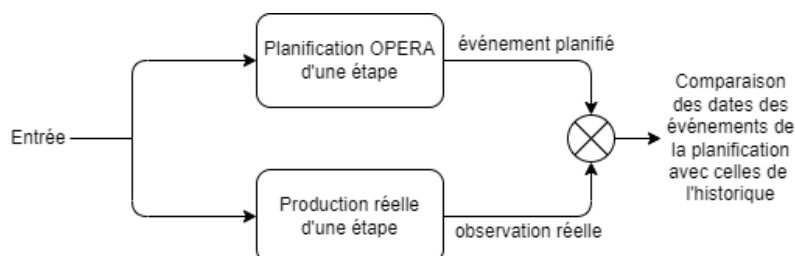 Planification OPERA
d'une étape
événement planifié
Entrée
Comparaison
des dates des
événements de
la planification
avec celles de
l'historique
Production réelle
d'une étape
observation réelle